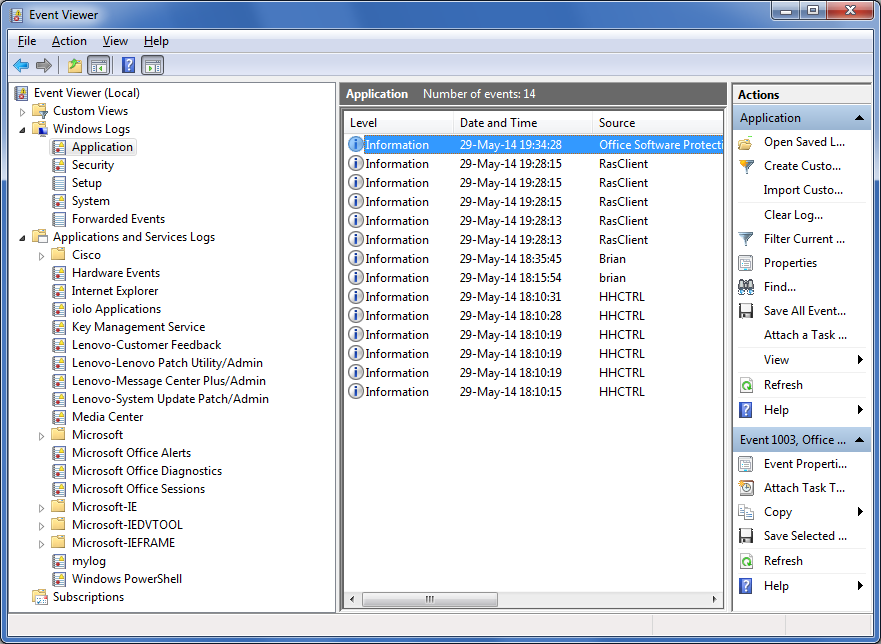 Event Viewer
File Action View Help
Event Viewer (Local)
Custom Views
Windows Logs
Application
Security
Setup
System
Forwarded Events
Applications and Services Logs
Cisco
Hardware Events
Internet Explorer
iolo Applications
Key Management Service
Lenovo-Customer Feedback
Lenovo-Lenovo Patch Utility/Admin
Lenovo-Message Center Plus/Admin
Lenovo-System Update Patch/Admin
Media Center
Microsoft
Microsoft Office Alerts
Microsoft Office Diagnostics
Microsoft Office Sessions
Microsoft-IE
Microsoft-IEDVTOOL
Microsoft-IEFRAME
mylog
Windows PowerShell
Subscriptions
Application Number of events: 14
Level Date and Time Source
Information 29-May-14 19:34:28 Office Software Protecti
Information 29-May-14 19:28:15 RasClient
Information 29-May-14 19:28:15 RasClient
Information 29-May-14 19:28:15 RasClient
Information 29-May-14 19:28:13 RasClient
Information 29-May-14 19:28:13 RasClient
Information 29-May-14 18:35:45 Brian
Information 29-May-14 18:15:54 brian
Information 29-May-14 18:10:31 HHCTRL
Information 29-May-14 18:10:28 HHCTRL
Information 29-May-14 18:10:19 HHCTRL
Information 29-May-14 18:10:19 HHCTRL
Information 29-May-14 18:10:19 HHCTRL
Information 29-May-14 18:10:15 HHCTRL
Actions
Application
Open Saved L...
Create Custo...
Import Custo...
Clear Log...
Filter Current ...
Properties
Find...
Save All Event...
Attach a Task ...
View
Refresh
Help
Event 1003, Office ...
Event Properti...
Attach Task T...
Copy
Save Selected ...
Refresh
Help